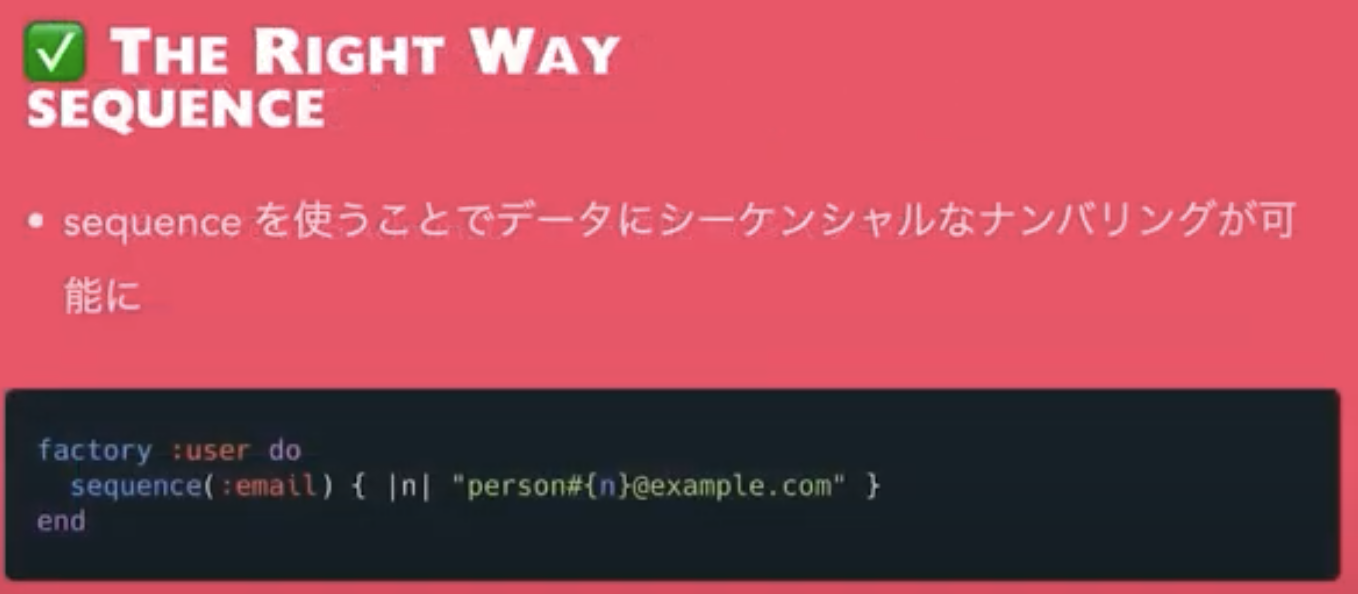 ✅ THE RIGHT WAY
SEQUENCE
• sequence を使うことでデータにシーケンシャルなナンバリングが可
能に
factory :user do
  sequence(:email) { |n| "person#{n}@example.com" }
end